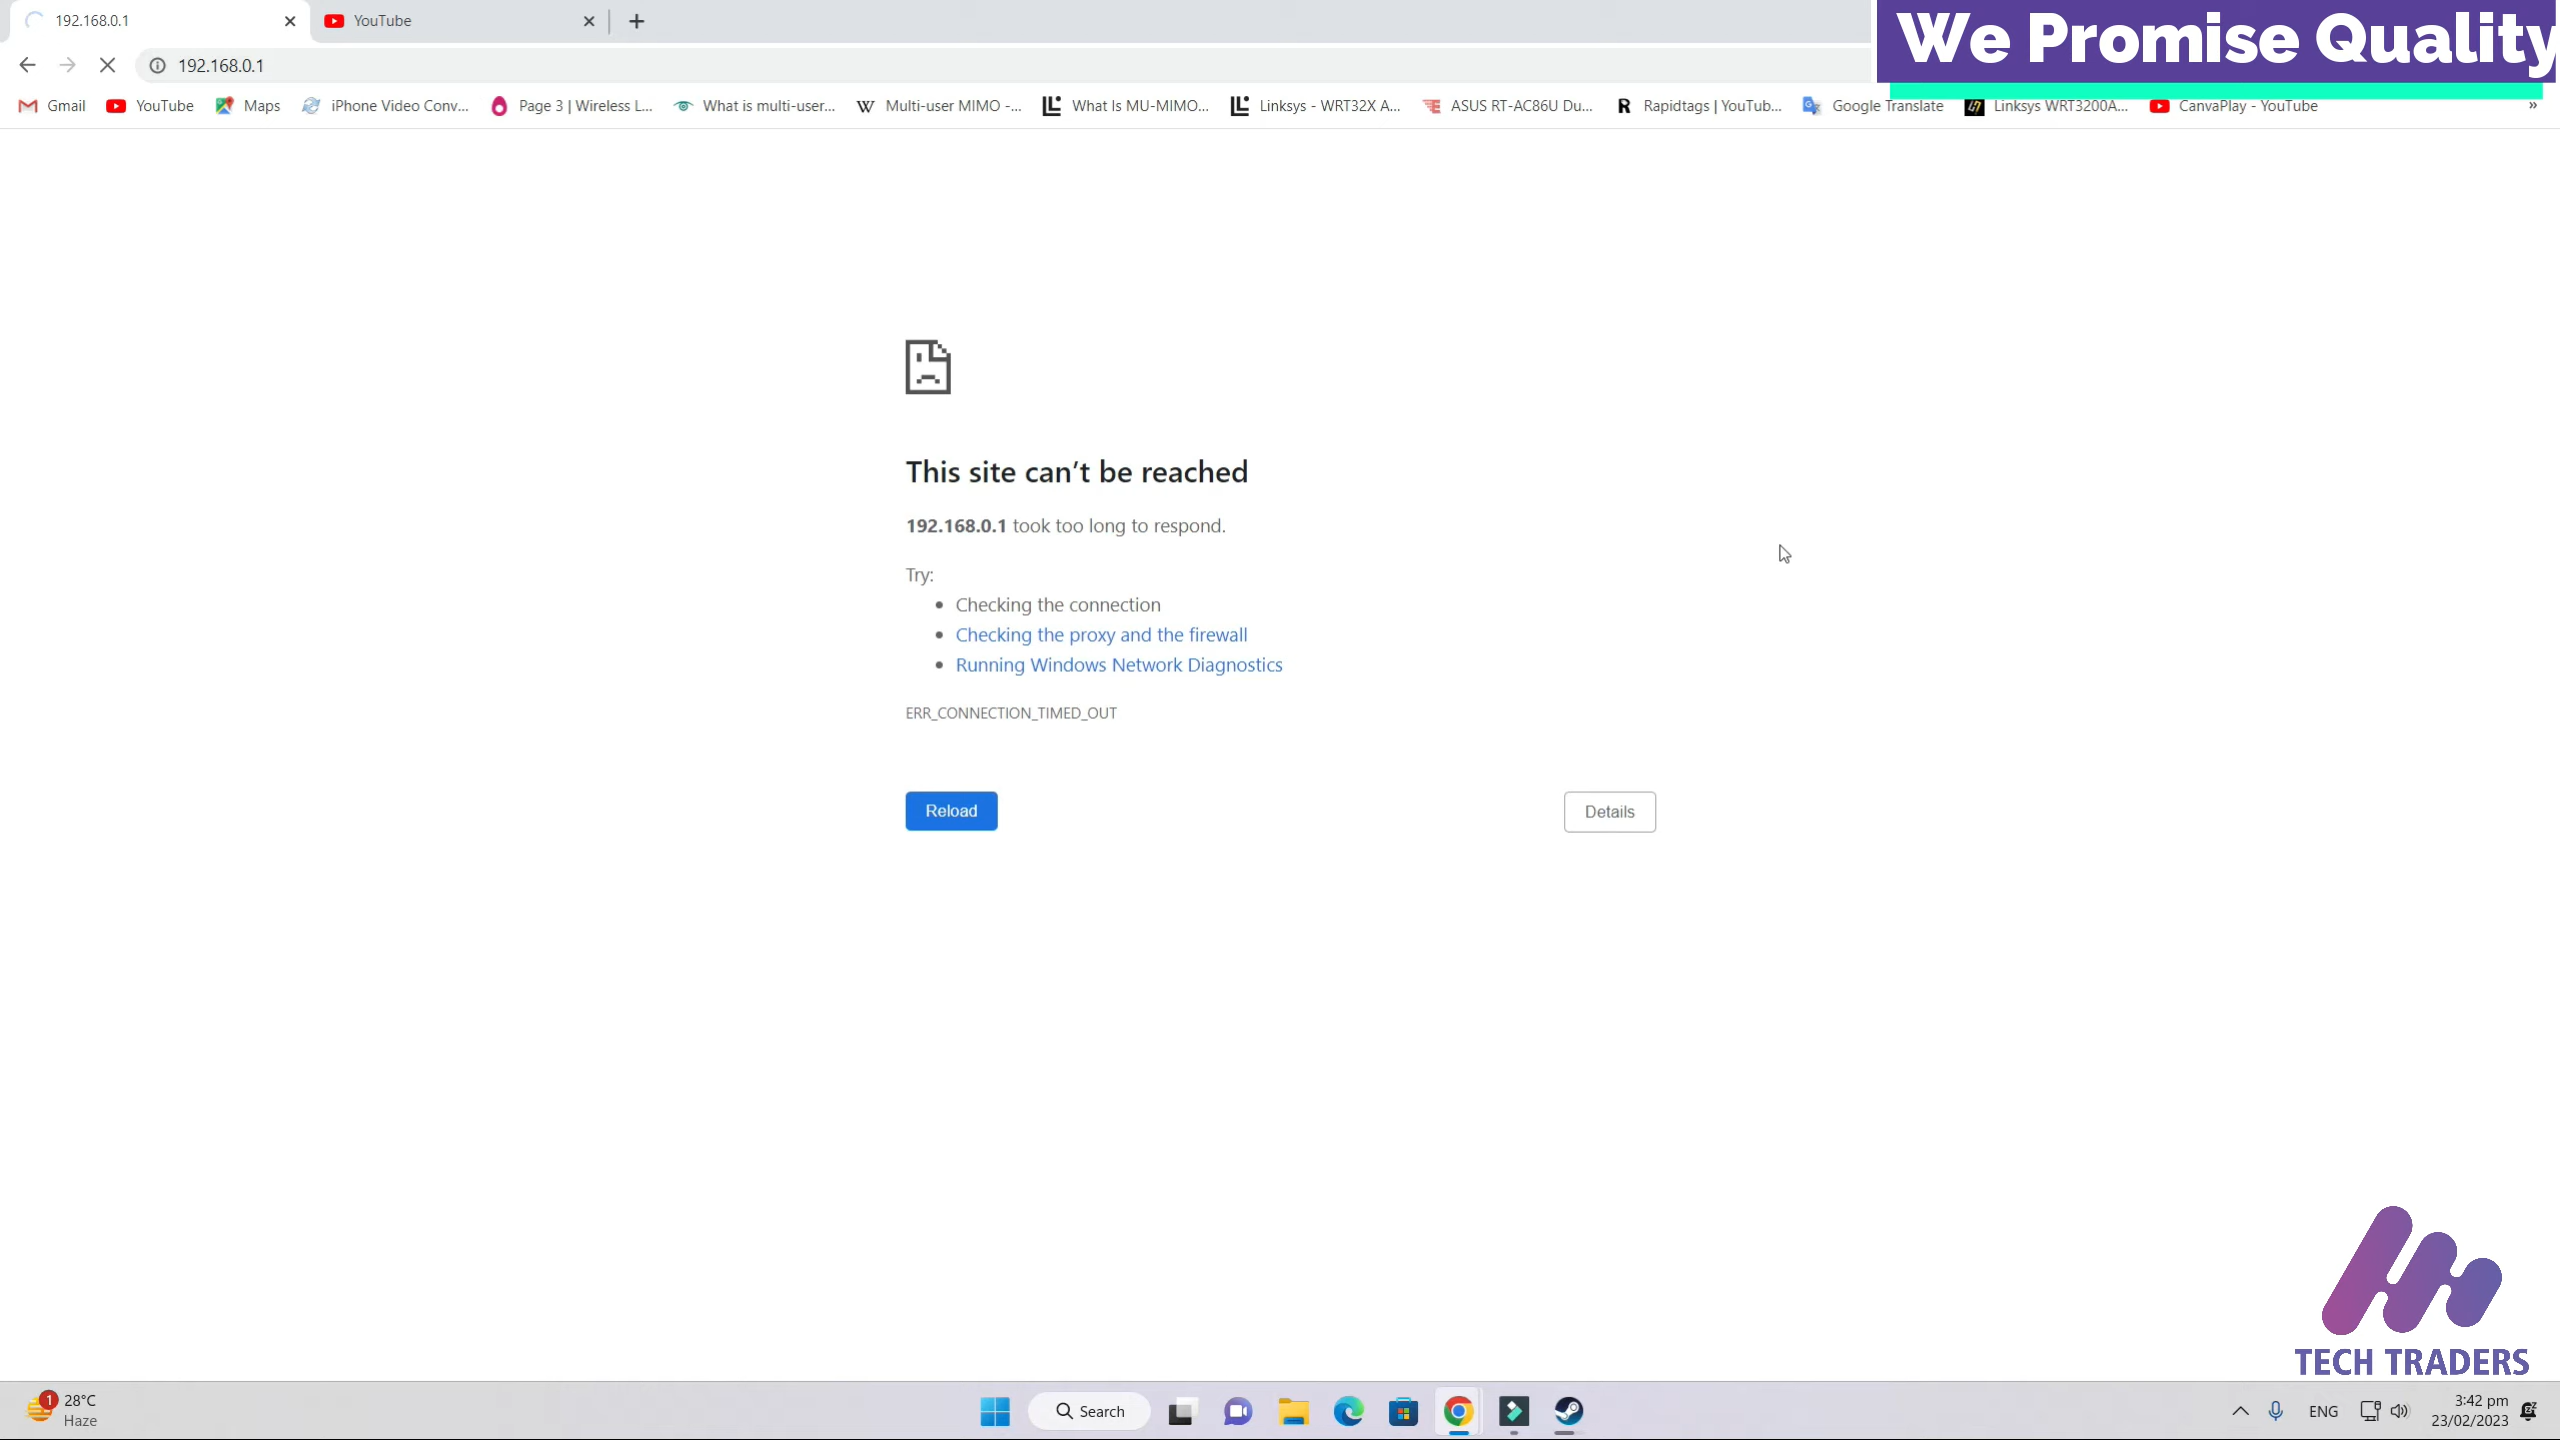 192.168.0.1
YouTube
We Promise Quality
192.168.0.1
Gmail
YouTube
Maps
iPhone Video Conv...
Page 3 | Wireless L...
What is multi-user...
Multi-user MIMO -...
What Is MU-MIMO...
Linksys - WRT32X A...
ASUS RT-AC86U Du...
Rapidtags | YouTub...
Google Translate
Linksys WRT3200A...
CanvaPlay - YouTube
»
This site can’t be reached
192.168.0.1 took too long to respond.
Try:
• Checking the connection
• Checking the proxy and the firewall
• Running Windows Network Diagnostics
ERR_CONNECTION_TIMED_OUT
Reload
Details
TECH TRADERS
1
28°C
Haze
Search
ENG
3:42 pm
23/02/2023